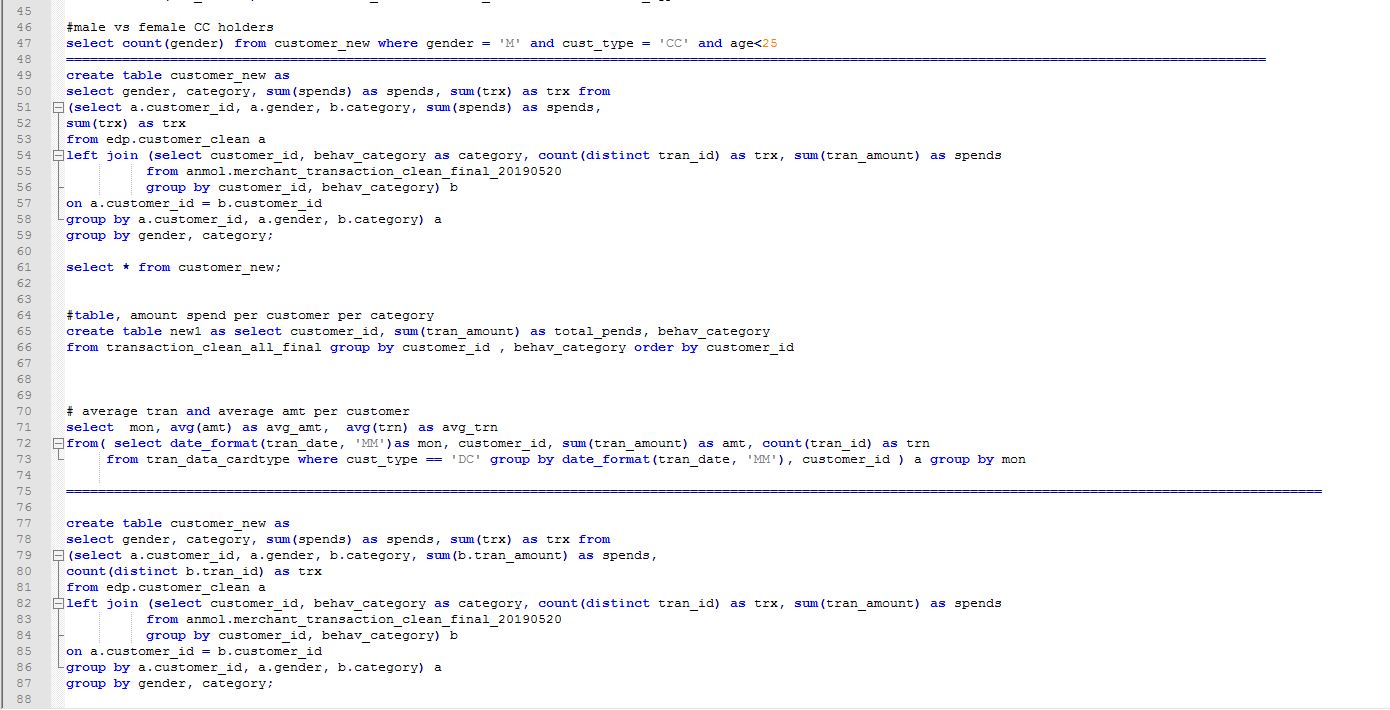 45
46 #male vs female CC holders
47 select count(gender) from customer_new where gender = 'M' and cust_type = 'CC' and age<25
48 ======================================================================================================================================================
49 create table customer_new as
50 select gender, category, sum(spends) as spends, sum(trx) as trx from
51 (select a.customer_id, a.gender, b.category, sum(spends) as spends,
52 sum(trx) as trx
53 from edp.customer_clean a
54 left join (select customer_id, behav_category as category, count(distinct tran_id) as trx, sum(tran_amount) as spends
55 from anmol.merchant_transaction_clean_final_20190520
56 group by customer_id, behav_category) b
57 on a.customer_id = b.customer_id
58 group by a.customer_id, a.gender, b.category) a
59 group by gender, category;
60
61 select * from customer_new;
62
63
64 #table, amount spend per customer per category
65 create table new1 as select customer_id, sum(tran_amount) as total_pends, behav_category
66 from transaction_clean_all_final group by customer_id , behav_category order by customer_id
67
68
69
70 # average tran and average amt per customer
71 select  mon, avg(amt) as avg_amt,  avg(trn) as avg_trn
72 from( select date_format(tran_date, 'MM')as mon, customer_id, sum(tran_amount) as amt, count(tran_id) as trn
73 from tran_data_cardtype where cust_type == 'DC' group by date_format(tran_date, 'MM'), customer_id ) a group by mon
74
75 =============================================================================================================================================================
76
77 create table customer_new as
78 select gender, category, sum(spends) as spends, sum(trx) as trx from
79 (select a.customer_id, a.gender, b.category, sum(b.tran_amount) as spends,
80 count(distinct b.tran_id) as trx
81 from edp.customer_clean a
82 left join (select customer_id, behav_category as category, count(distinct tran_id) as trx, sum(tran_amount) as spends
83 from anmol.merchant_transaction_clean_final_20190520
84 group by customer_id, behav_category) b
85 on a.customer_id = b.customer_id
86 group by a.customer_id, a.gender, b.category) a
87 group by gender, category;
88